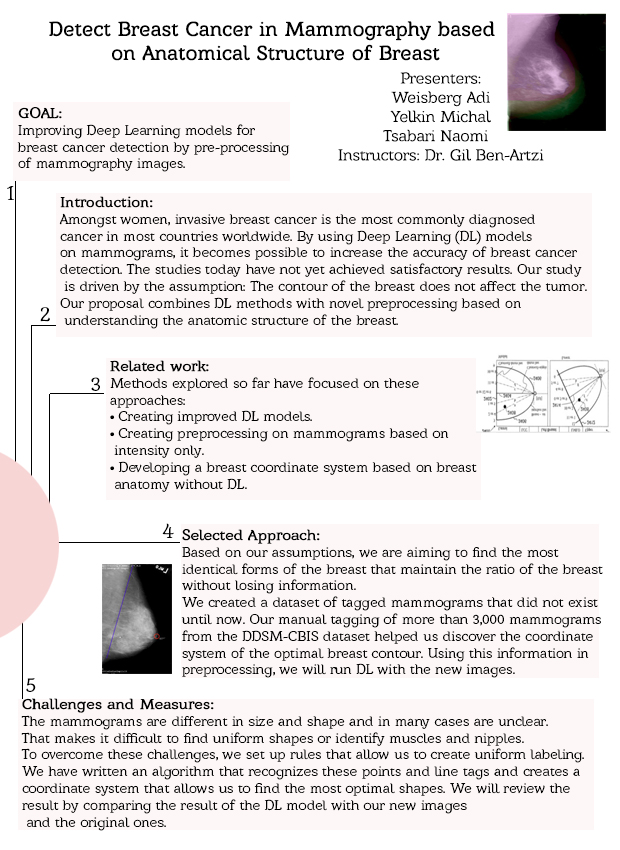 Detect Breast Cancer in Mammography based
on Anatomical Structure of Breast
Presenters:
Weisberg Adi
Yelkin Michal
Tsabari Naomi
Instructors: Dr. Gil Ben-Artzi
GOAL:
Improving Deep Learning models for
breast cancer detection by pre-processing
of mammography images.
1
Introduction:
Amongst women, invasive breast cancer is the most commonly diagnosed
cancer in most countries worldwide. By using Deep Learning (DL) models
on mammograms, it becomes possible to increase the accuracy of breast cancer
detection. The studies today have not yet achieved satisfactory results. Our study
is driven by the assumption: The contour of the breast does not affect the tumor.
Our proposal combines DL methods with novel preprocessing based on
understanding the anatomic structure of the breast.
2
Related work:
3
Methods explored so far have focused on these
approaches:
• Creating improved DL models.
• Creating preprocessing on mammograms based on
intensity only.
• Developing a breast coordinate system based on breast
anatomy without DL.
4
Selected Approach:
Based on our assumptions, we are aiming to find the most
identical forms of the breast that maintain the ratio of the breast
without losing information.
We created a dataset of tagged mammograms that did not exist
until now. Our manual tagging of more than 3,000 mammograms
from the DDSM-CBIS dataset helped us discover the coordinate
system of the optimal breast contour. Using this information in
preprocessing, we will run DL with the new images.
5
Challenges and Measures:
The mammograms are different in size and shape and in many cases are unclear.
That makes it difficult to find uniform shapes or identify muscles and nipples.
To overcome these challenges, we set up rules that allow us to create uniform labeling.
We have written an algorithm that recognizes these points and line tags and creates a
coordinate system that allows us to find the most optimal shapes. We will review the
result by comparing the result of the DL model with our new images
and the original ones.